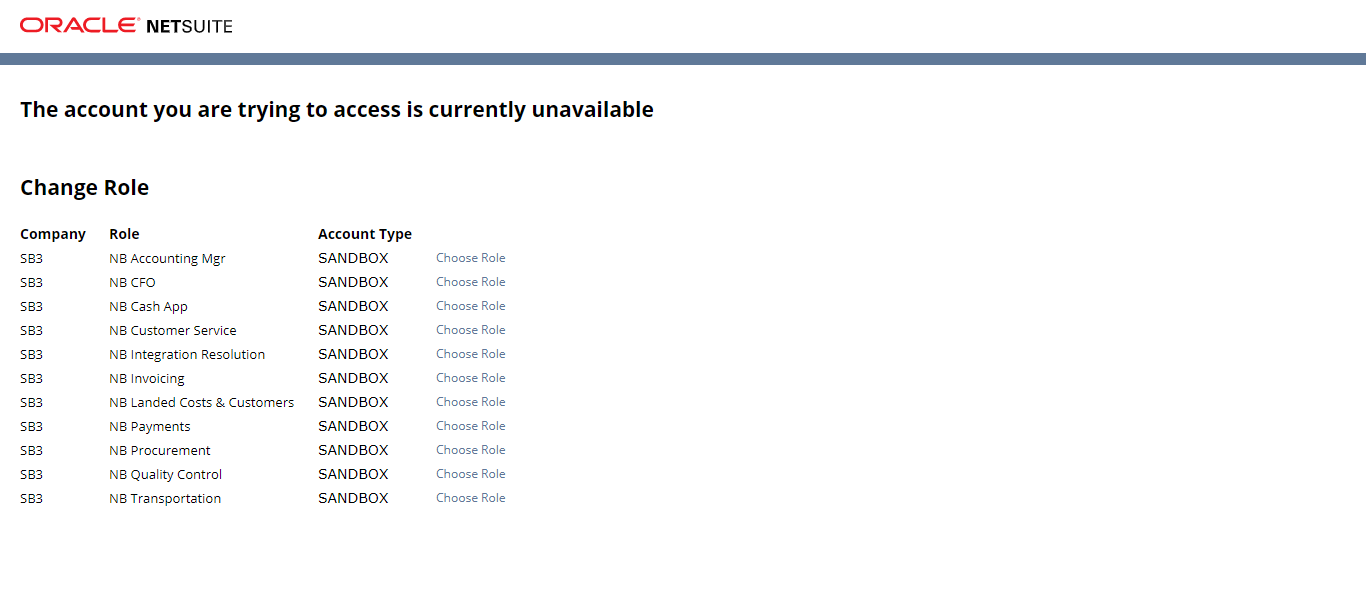 ORACLE NETSUITE
The account you are trying to access is currently unavailable
Change Role
Company Role Account Type
SB3 NB Accounting Mgr SANDBOX Choose Role
SB3 NB CFO SANDBOX Choose Role
SB3 NB Cash App SANDBOX Choose Role
SB3 NB Customer Service SANDBOX Choose Role
SB3 NB Integration Resolution SANDBOX Choose Role
SB3 NB Invoicing SANDBOX Choose Role
SB3 NB Landed Costs & Customers SANDBOX Choose Role
SB3 NB Payments SANDBOX Choose Role
SB3 NB Procurement SANDBOX Choose Role
SB3 NB Quality Control SANDBOX Choose Role
SB3 NB Transportation SANDBOX Choose Role